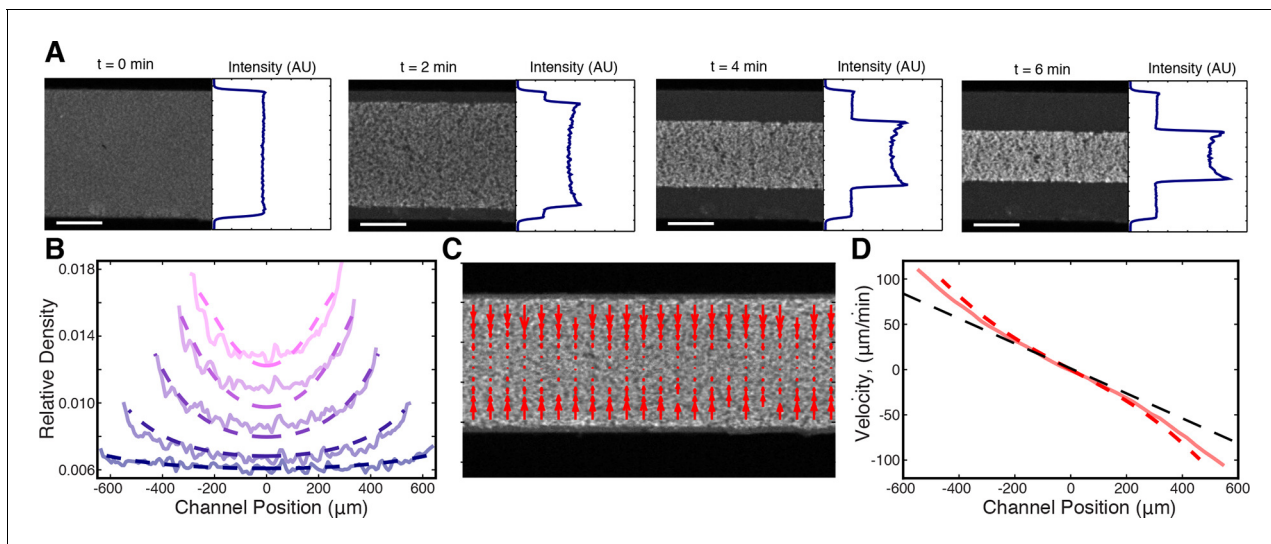 A
t = 0 min
Intensity (AU)
t = 2 min
Intensity (AU)
t = 4 min
Intensity (AU)
t = 6 min
Intensity (AU)
B
0.018
0.014
0.010
0.006
Relative Density
-600 -400 -200 0 200 400 600
Channel Position (μm)
C
D
100
50
0
-50
-100
Velocity, (μm/min)
-600 -400 -200 0 200 400 600
Channel Position (μm)